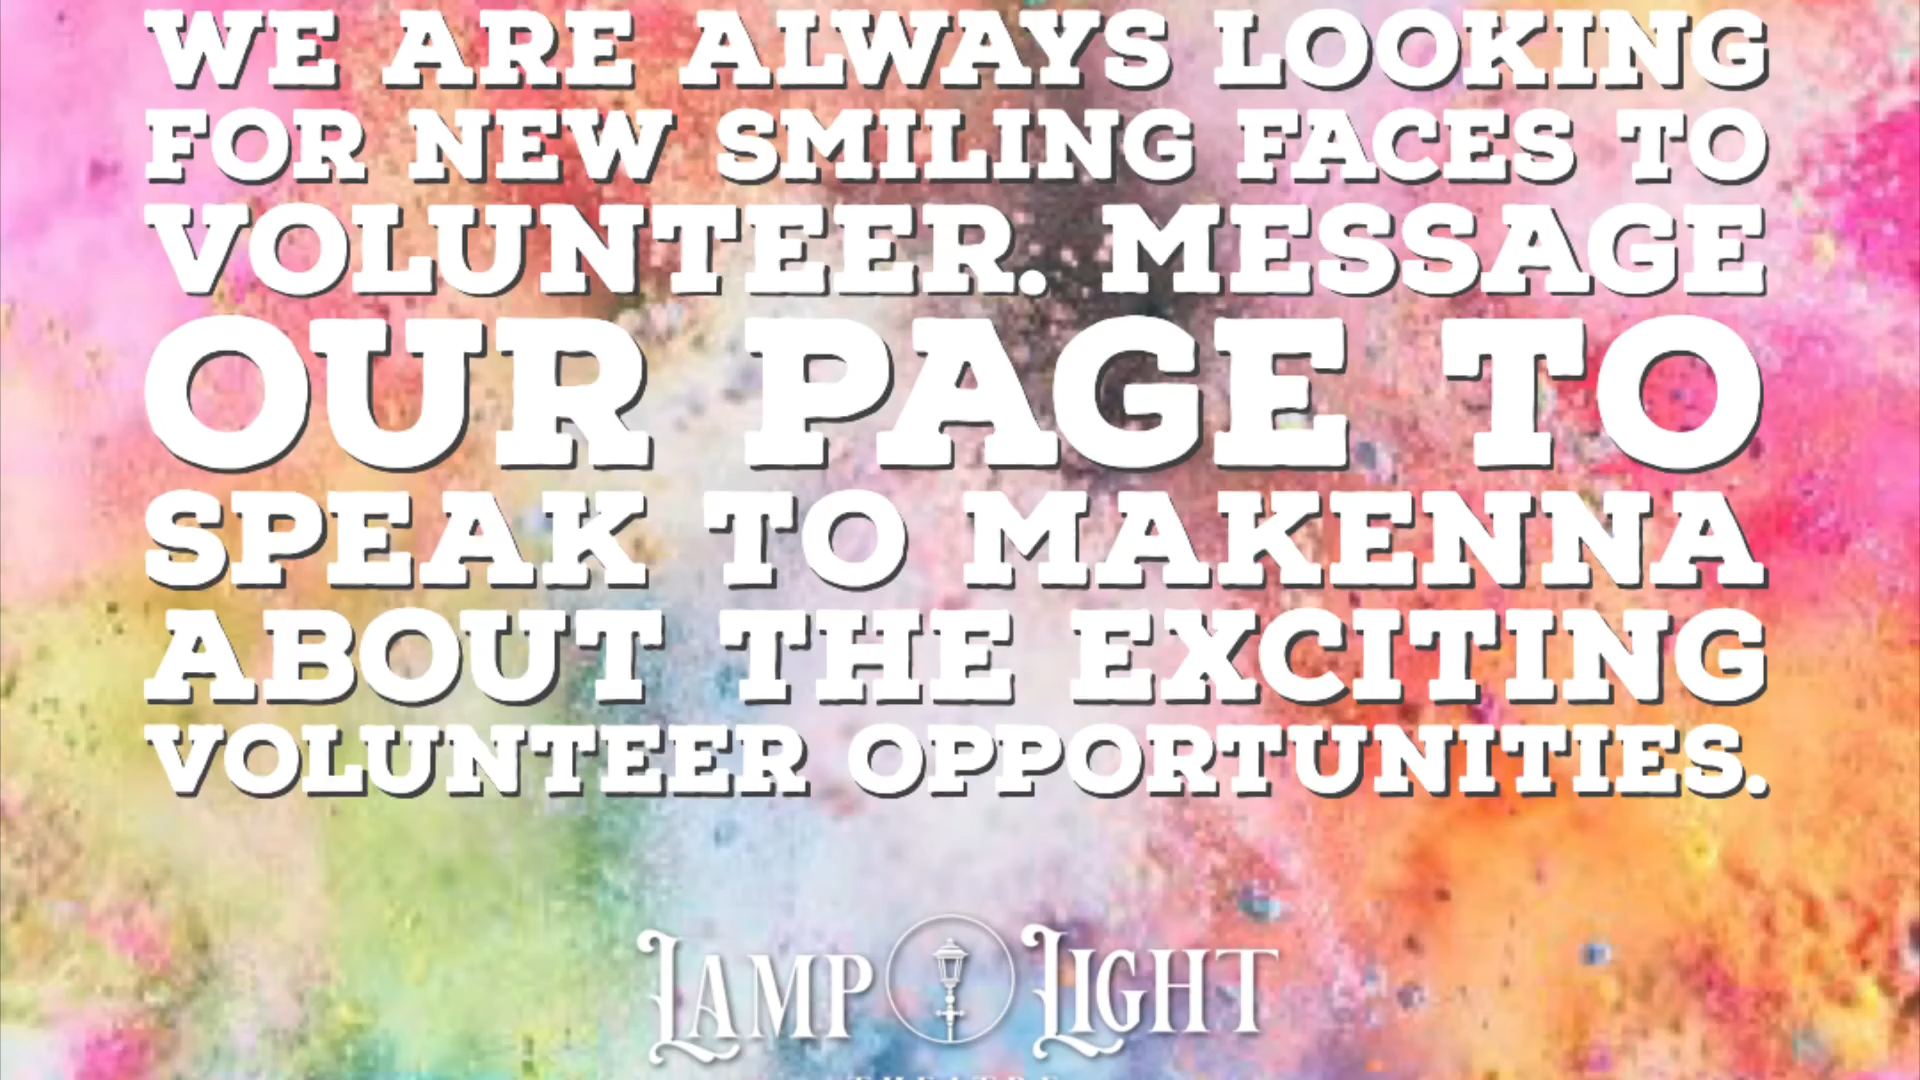 WE ARE ALWAYS LOOKING
FOR NEW SMILING FACES TO
VOLUNTEER. MESSAGE
OUR PAGE TO
SPEAK TO MAKENNA
ABOUT THE EXCITING
VOLUNTEER OPPORTUNITIES.
LAMP LIGHT